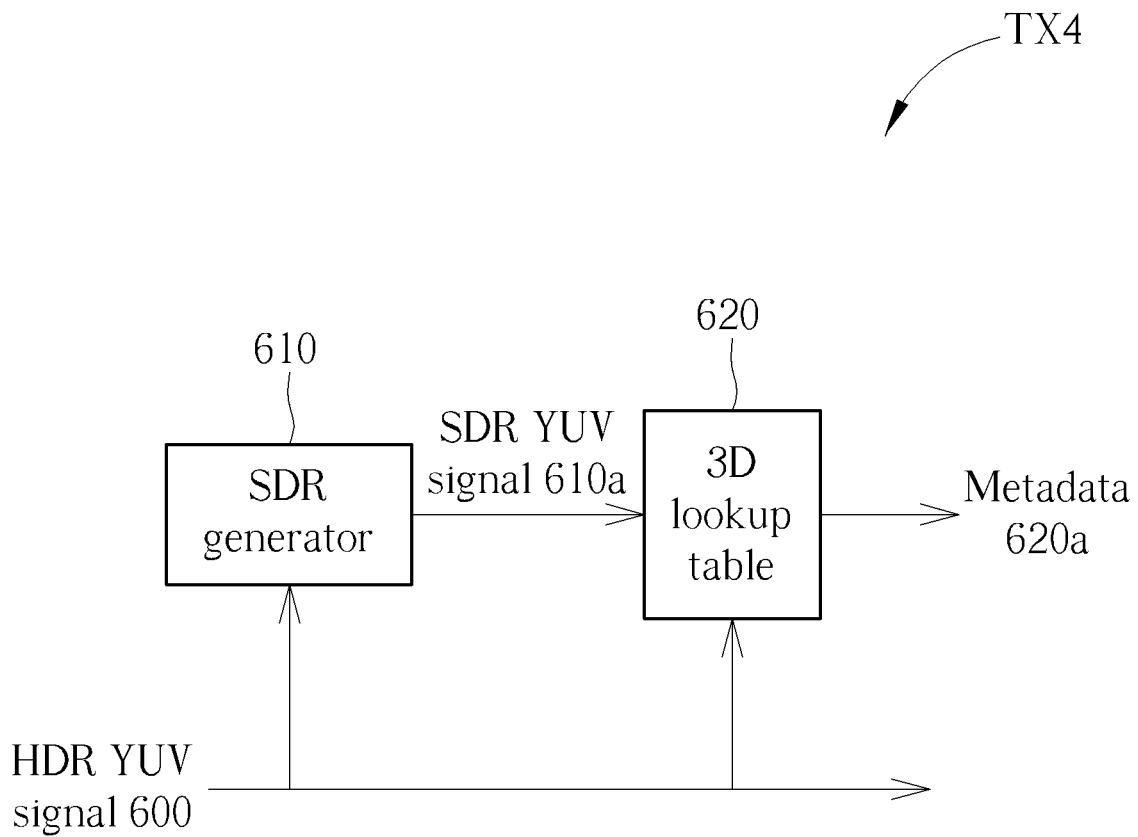 TX4
620
610
SDR YUV
signal 610a
SDR
generator
3D
lookup
table
Metadata
620a
HDR YUV
signal 600